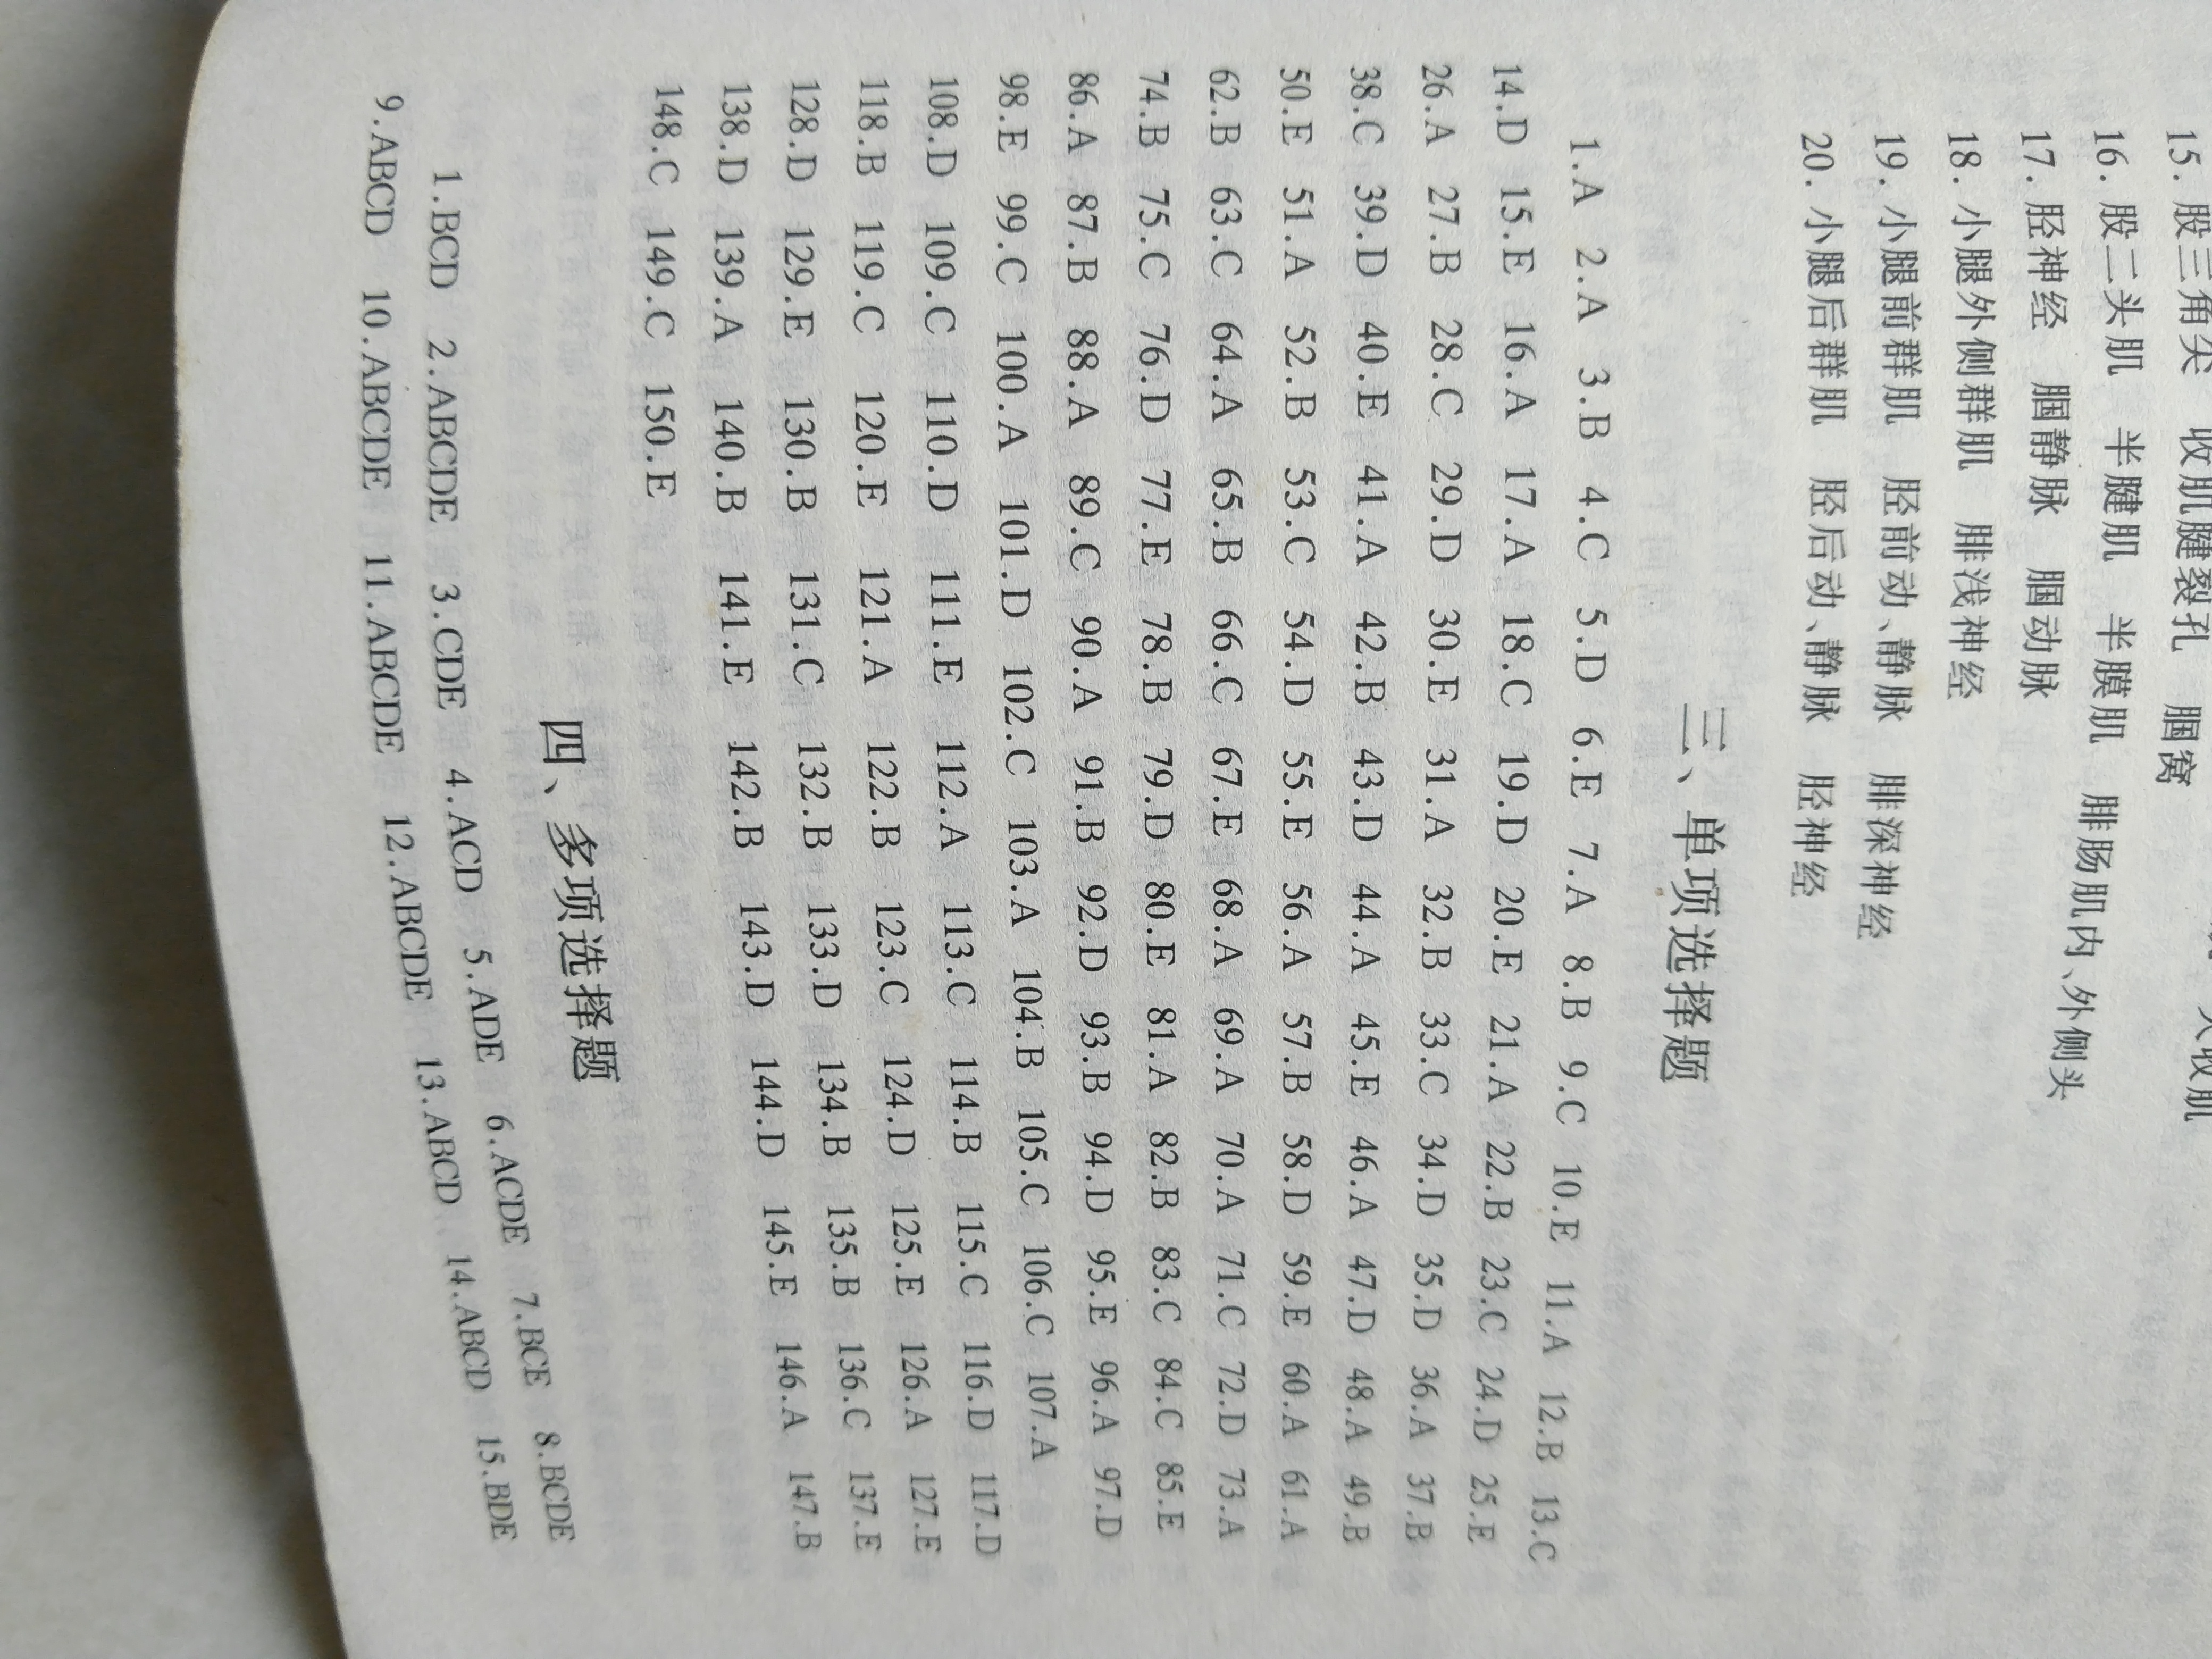 大收肌
15. 股三角尖 收肌腱裂孔 腘窝
16. 股二头肌 半腱肌 半膜肌 腓肠肌内、外侧头
17. 胫神经 腘静脉 腘动脉
18. 小腿外侧群肌 腓浅神经
19. 小腿前群肌 胫前动、静脉 腓深神经
20. 小腿后群肌 胫后动、静脉 胫神经
三、单项选择题
1.A 2.A 3.B 4.C 5.D 6.E 7.A 8.B 9.C 10.E 11.A 12.B 13.C
14.D 15.E 16.A 17.A 18.C 19.D 20.E 21.A 22.B 23.C 24.D 25.E
26.A 27.B 28.C 29.D 30.E 31.A 32.B 33.C 34.D 35.D 36.A 37.B
38.C 39.D 40.E 41.A 42.B 43.D 44.A 45.E 46.A 47.D 48.A 49.B
50.E 51.A 52.B 53.C 54.D 55.E 56.A 57.B 58.D 59.E 60.A 61.A
62.B 63.C 64.A 65.B 66.C 67.E 68.A 69.A 70.A 71.C 72.D 73.A
74.B 75.C 76.D 77.E 78.B 79.D 80.E 81.A 82.B 83.C 84.C 85.E
86.A 87.B 88.A 89.C 90.A 91.B 92.D 93.B 94.D 95.E 96.A 97.D
98.E 99.C 100.A 101.D 102.C 103.A 104.B 105.C 106.C 107.A
108.D 109.C 110.D 111.E 112.A 113.C 114.B 115.C 116.D 117.D
118.B 119.C 120.E 121.A 122.B 123.C 124.D 125.E 126.A 127.E
128.D 129.E 130.B 131.C 132.B 133.D 134.B 135.B 136.C 137.E
138.D 139.A 140.B 141.E 142.B 143.D 144.D 145.E 146.A 147.B
148.C 149.C 150.E
四、多项选择题
1.BCD 2.ABCDE 3.CDE 4.ACD 5.ADE 6.ACDE 7.BCE 8.BCDE
9.ABCD 10.ABCDE 11.ABCDE 12.ABCDE 13.ABCD 14.ABCD 15.BDE